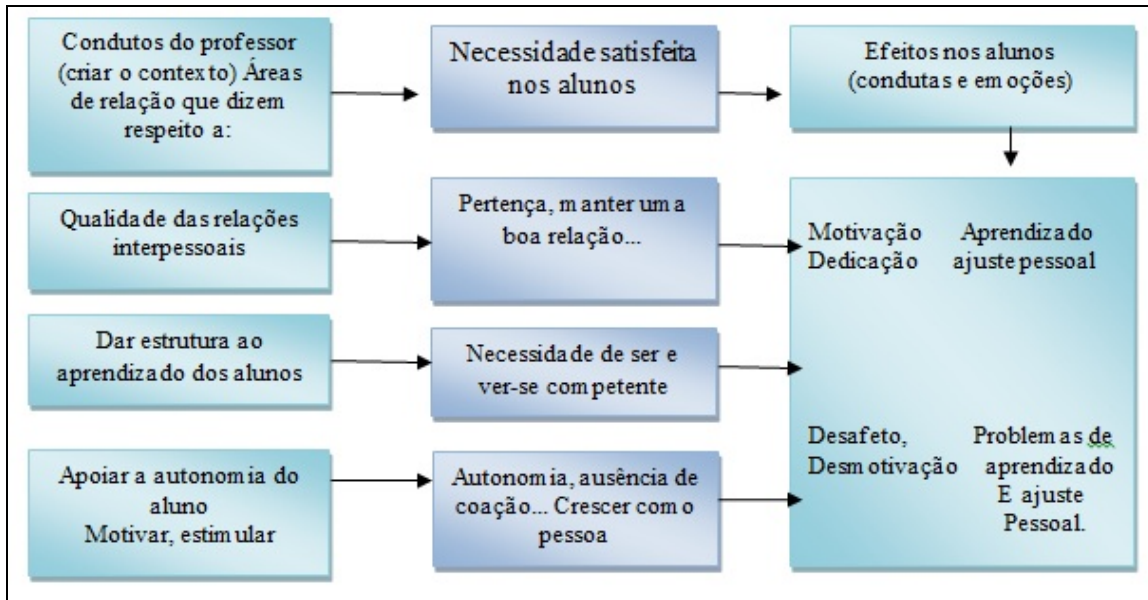 Condutos do professor
(criar o contexto) Áreas
de relação que dizem
respeito a:
Necessidade satisfeita
nos alunos
Efeitos nos alunos
(condutas e emoções)
Qualidade das relações
interpessoais
Pertença, manter uma
boa relação...
Motivação Aprendizado
Dedicação ajuste pessoal
Dar estrutura ao
aprendizado dos alunos
Necessidade de ser e
ver-se competente
Desafeto, Problemas de
Desmotivação aprendizado
E ajuste
Pessoal.
Apoiar a autonomia do
aluno
Motivar, estimular
Autonomia, ausência de
coação... Crescer como
pessoa